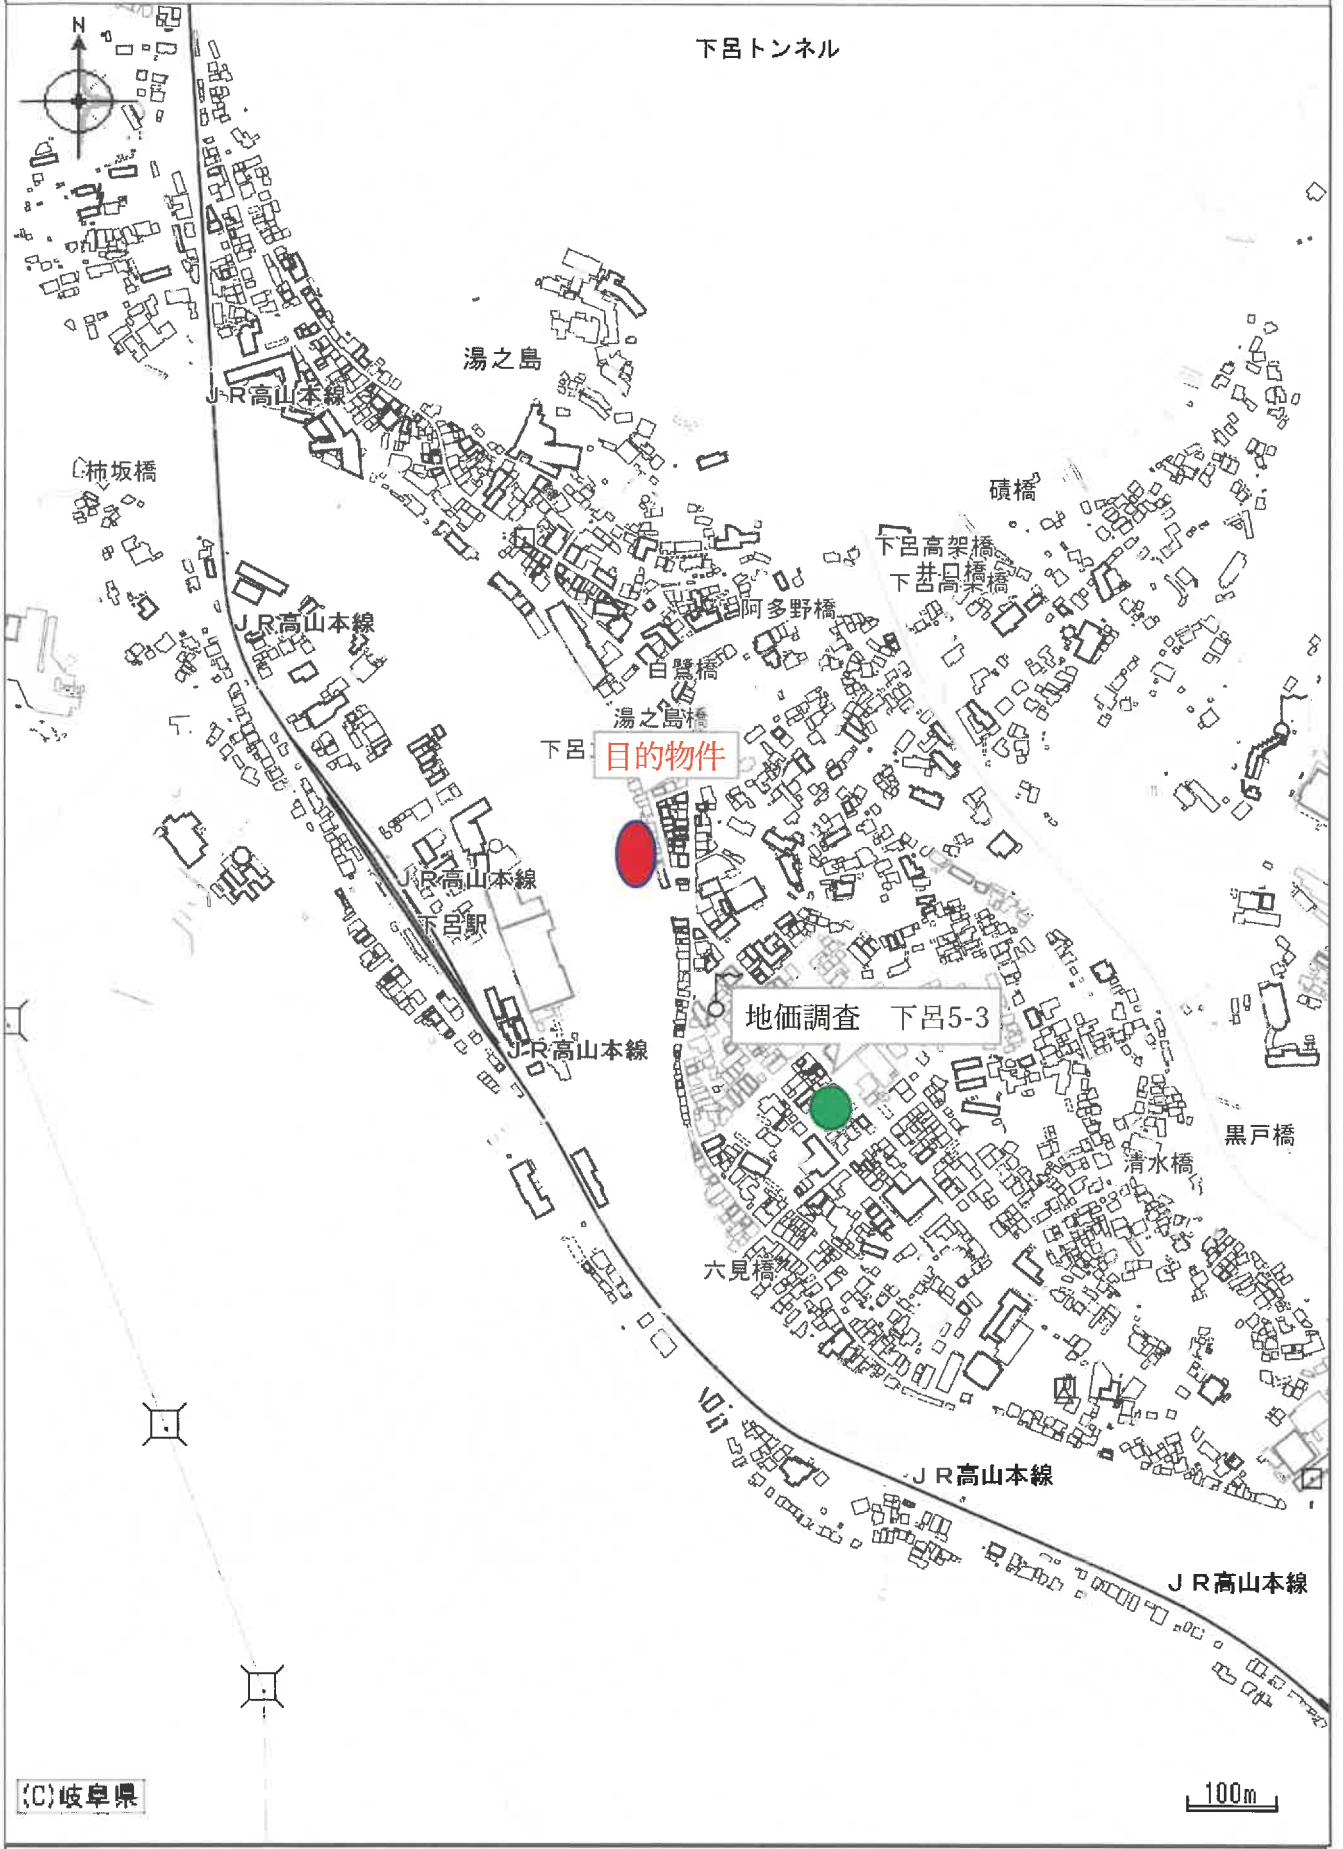 N
下呂トンネル
湯之島
JR高山本線
柿坂橋
磧橋
下呂高架橋
井口橋
下呂高架橋
JR高山本線
阿多野橋
白鷺橋
湯之島橋
下呂
目的物件
JR高山本線
下呂駅
地価調査 下呂5-3
JR高山本線
黒戸橋
清水橋
六見橋
JR高山本線
JR高山本線
(C)岐阜県
100m